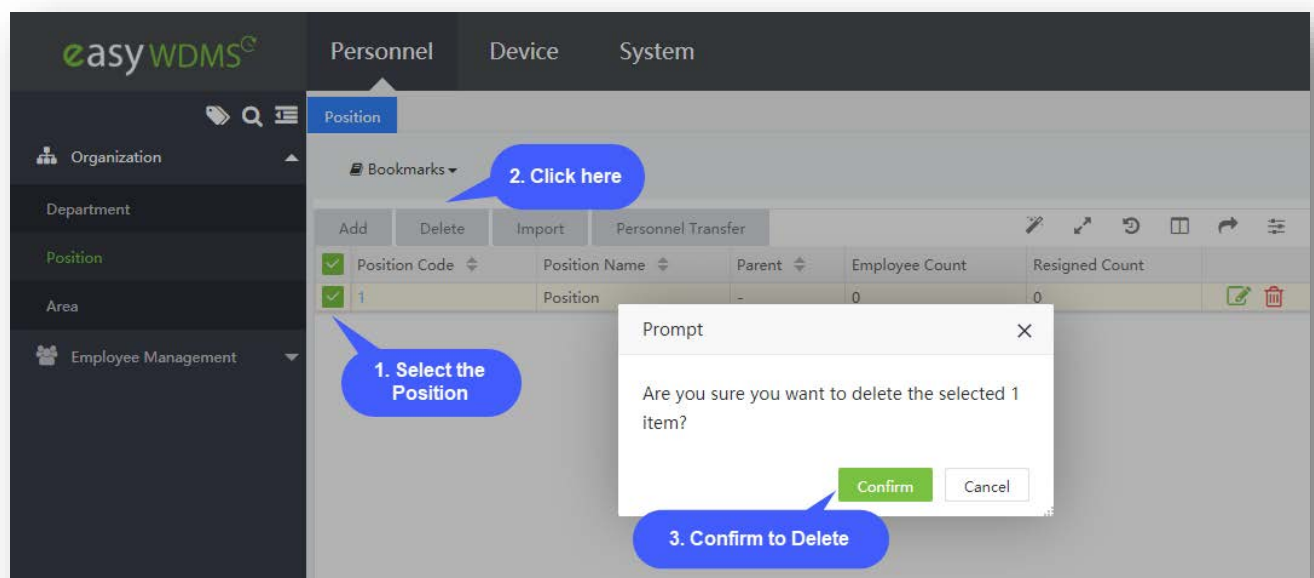 easy WDMS
Personnel Device System
Position
Organization
Bookmarks
2. Click here
Department
Add Delete Import Personnel Transfer
Position
Position Code Position Name Parent Employee Count Resigned Count
Area
1 Position - 0 0
Employee Management
1. Select the
Position
Prompt
Are you sure you want to delete the selected 1
item?
Confirm Cancel
3. Confirm to Delete